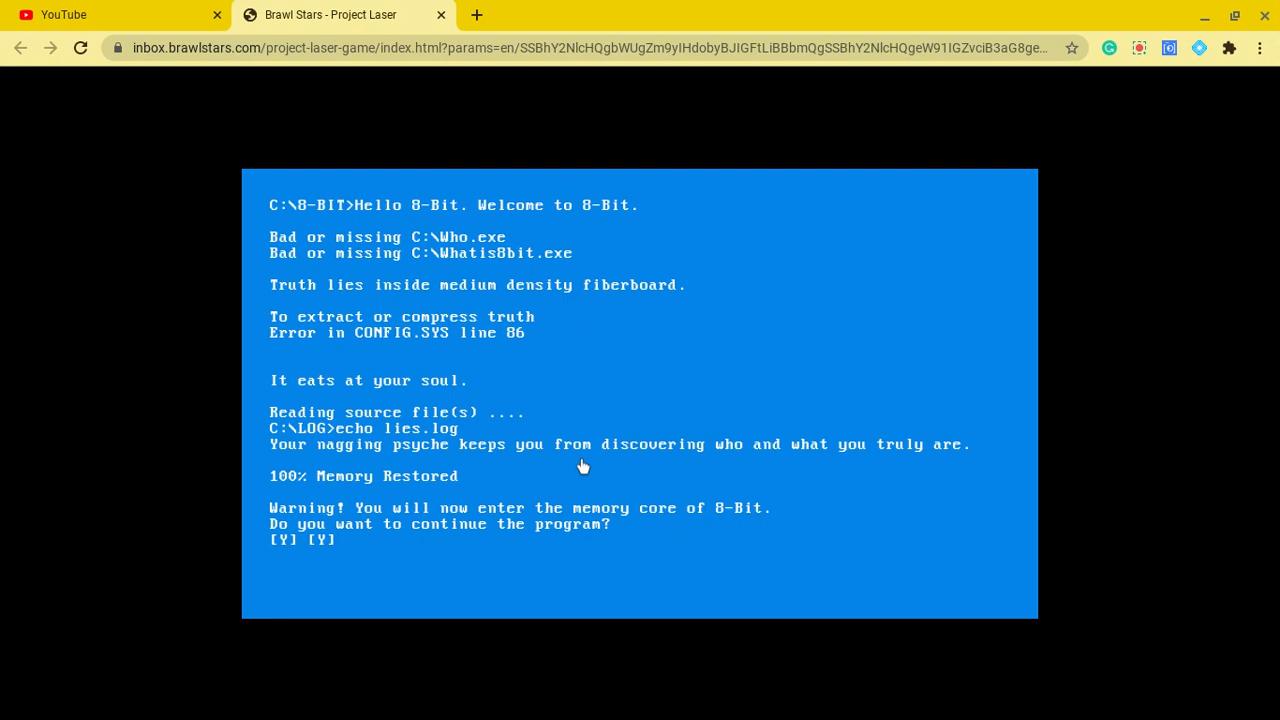 YouTube
Brawl Stars - Project Laser
inbox.brawlstars.com/project-laser-game/index.html?params=en/SSBhY2NlcHQgbWUgZm9yIHdobyBJIGFtLiBBbmQgSSBhY2NlcHQgeW91IGZvciB3aG8ge...
C:\8-BIT>Hello 8-Bit. Welcome to 8-Bit.
Bad or missing C:\Who.exe
Bad or missing C:\Whatis8bit.exe
Truth lies inside medium density fiberboard.
To extract or compress truth
Error in CONFIG.SYS line 86
It eats at your soul.
Reading source file(s) ....
C:\LOG>echo lies.log
Your nagging psyche keeps you from discovering who and what you truly are.
100% Memory Restored
Warning! You will now enter the memory core of 8-Bit.
Do you want to continue the program?
[Y] [Y]